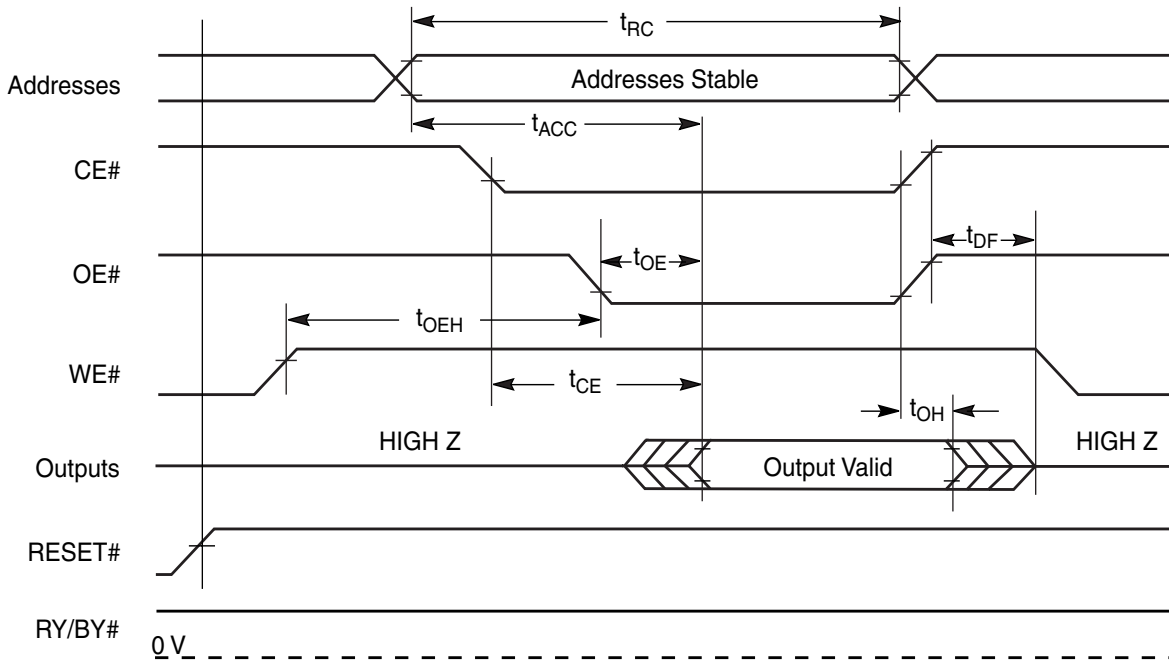 tRC
Addresses
Addresses Stable
tACC
CE#
tDF
OE#
tOE
tOEH
WE#
tCE
tOH
HIGH Z
HIGH Z
Outputs
Output Valid
RESET#
RY/BY#
0 V